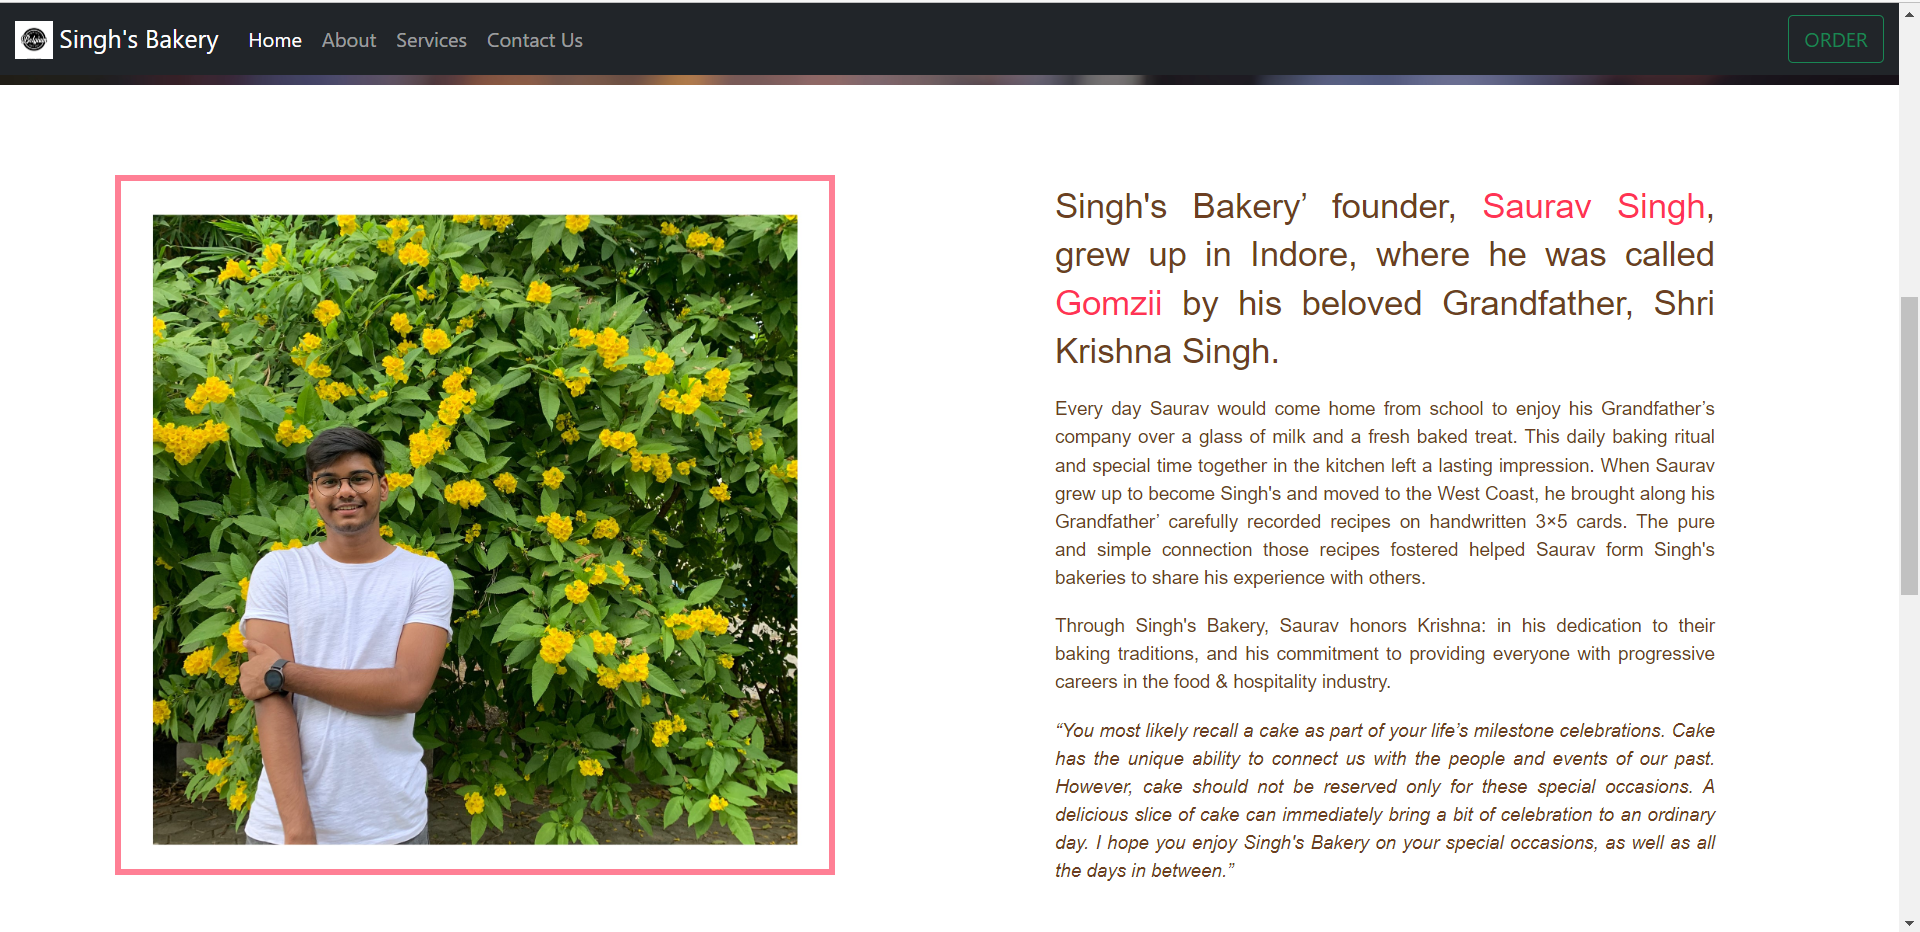 Singh's Bakery Home About Services Contact Us ORDER
Singh's Bakery’ founder, Saurav Singh,
grew up in Indore, where he was called
Gomzii by his beloved Grandfather, Shri
Krishna Singh.
Every day Saurav would come home from school to enjoy his Grandfather’s
company over a glass of milk and a fresh baked treat. This daily baking ritual
and special time together in the kitchen left a lasting impression. When Saurav
grew up to become Singh's and moved to the West Coast, he brought along his
Grandfather’ carefully recorded recipes on handwritten 3×5 cards. The pure
and simple connection those recipes fostered helped Saurav form Singh's
bakeries to share his experience with others.
Through Singh's Bakery, Saurav honors Krishna: in his dedication to their
baking traditions, and his commitment to providing everyone with progressive
careers in the food & hospitality industry.
“You most likely recall a cake as part of your life’s milestone celebrations. Cake
has the unique ability to connect us with the people and events of our past.
However, cake should not be reserved only for these special occasions. A
delicious slice of cake can immediately bring a bit of celebration to an ordinary
day. I hope you enjoy Singh's Bakery on your special occasions, as well as all
the days in between.”